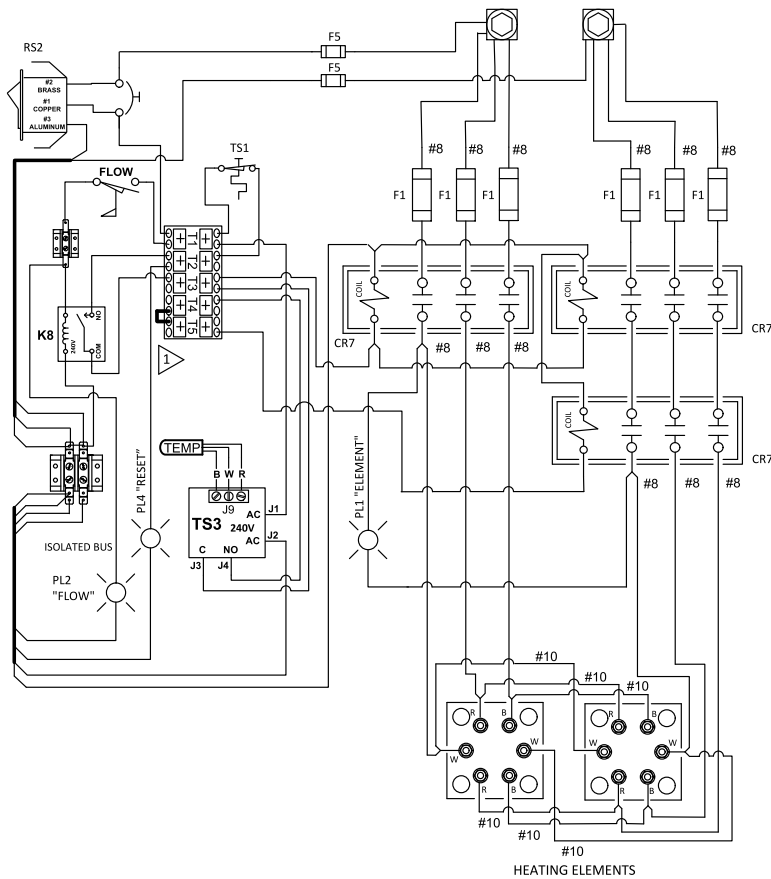 F5
RS2
#2
BRASS
#1
COPPER
#3
ALUMINUM
F5
TS1
FLOW
#8
#8
#8
#8
#8
#8
F1
F1
F1
F1
F1
F1
T1
T2
T3
T4
T5
COIL
COIL
NO
K8
240V
COM
1
CR7
CR7
#8
#8
#8
COIL
TEMP
B W R
J9
TS3
240V
AC
J1
AC
J2
C
NO
J3
J4
PL4 "RESET"
PL1 "ELEMENT"
CR7
#8
#8
#8
ISOLATED BUS
PL2
"FLOW"
#10
#10
#10
R
B
W
W
R
B
R
B
W
W
R
B
#10
#10
#10
HEATING ELEMENTS